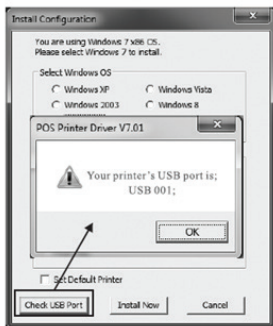 Install Configuration
You are using Windows 7 x86 OS.
Please select Windows 7 to install.
Select Windows OS
Windows XP
Windows Vista
Windows 2003
Windows 8
POS Printer Driver V7.01
Your printer's USB port is;
USB 001;
OK
Set Default Printer
Check USB Port
Install Now
Cancel